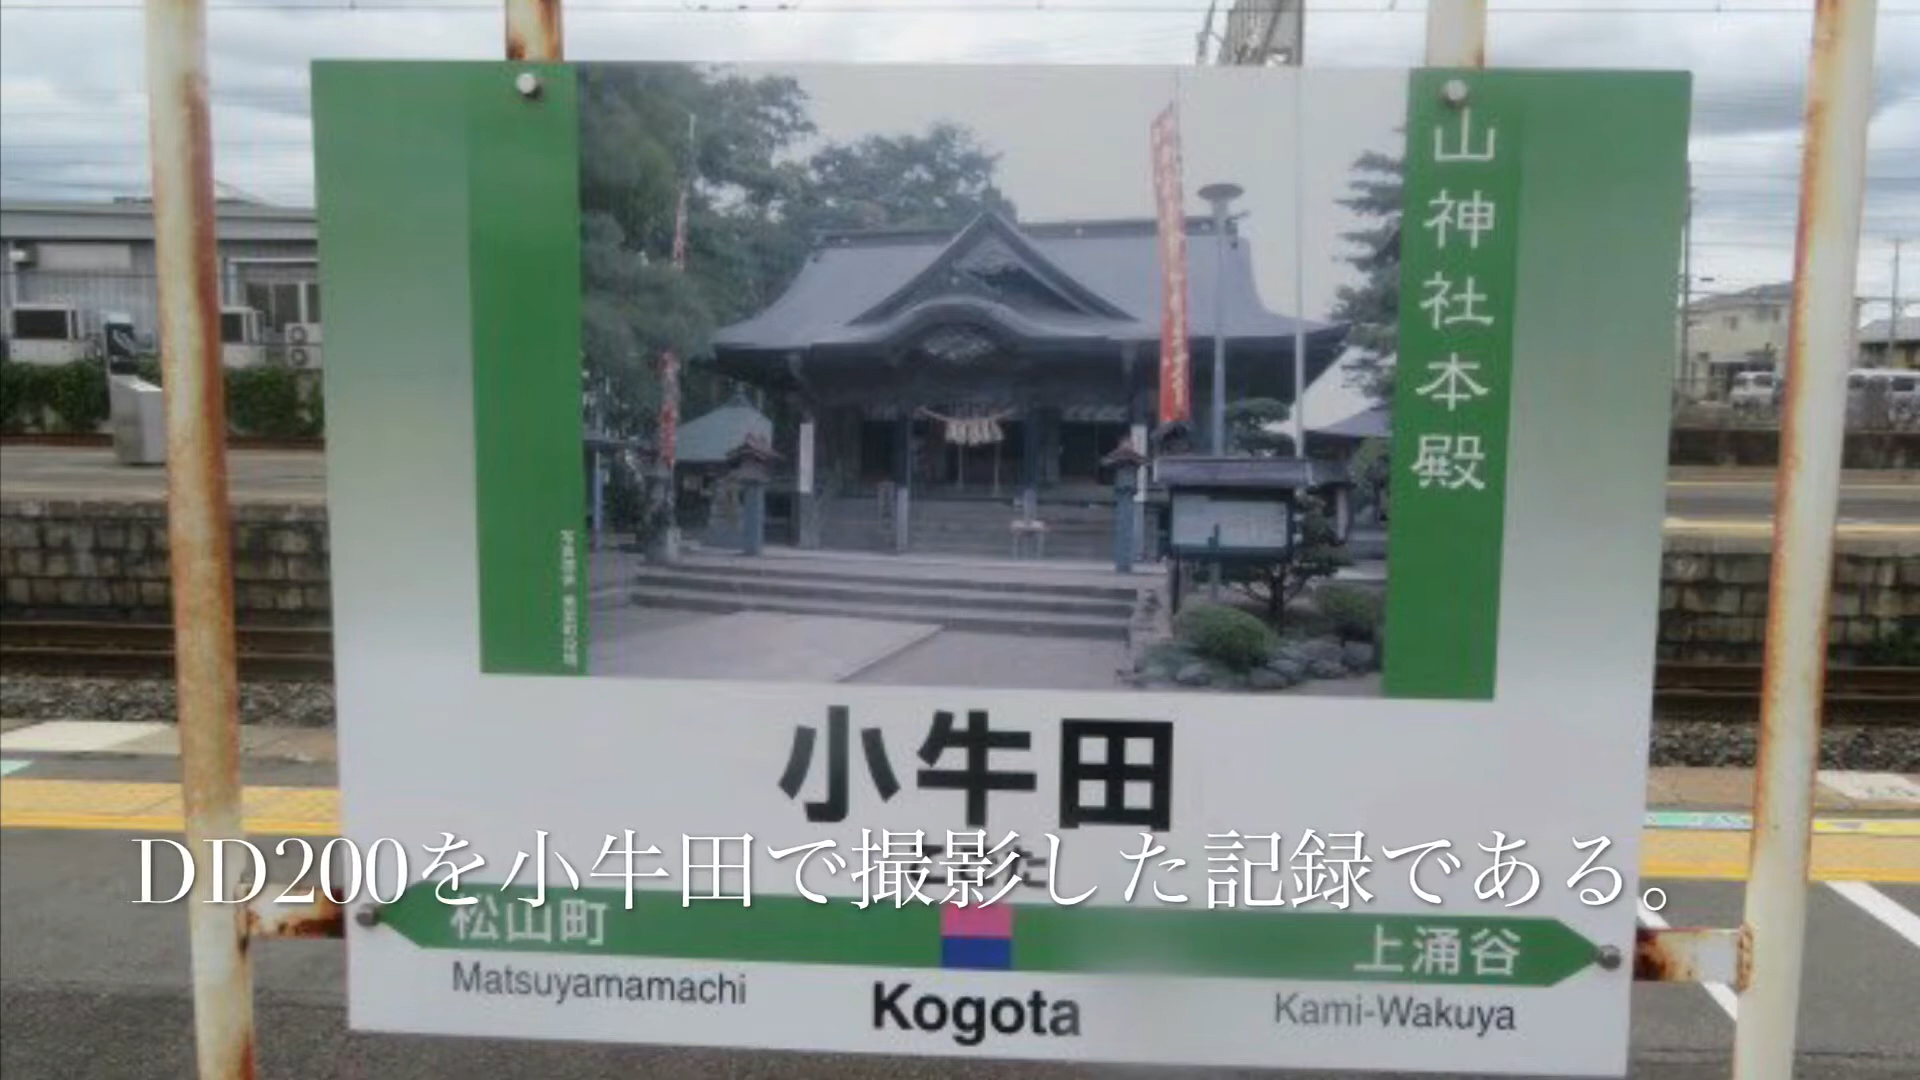 山神社本殿
小牛田
DD200を小牛田で撮影した記録である。
松山町
上涌谷
Matsuyamamachi
Kogota
Kami-Wakuya